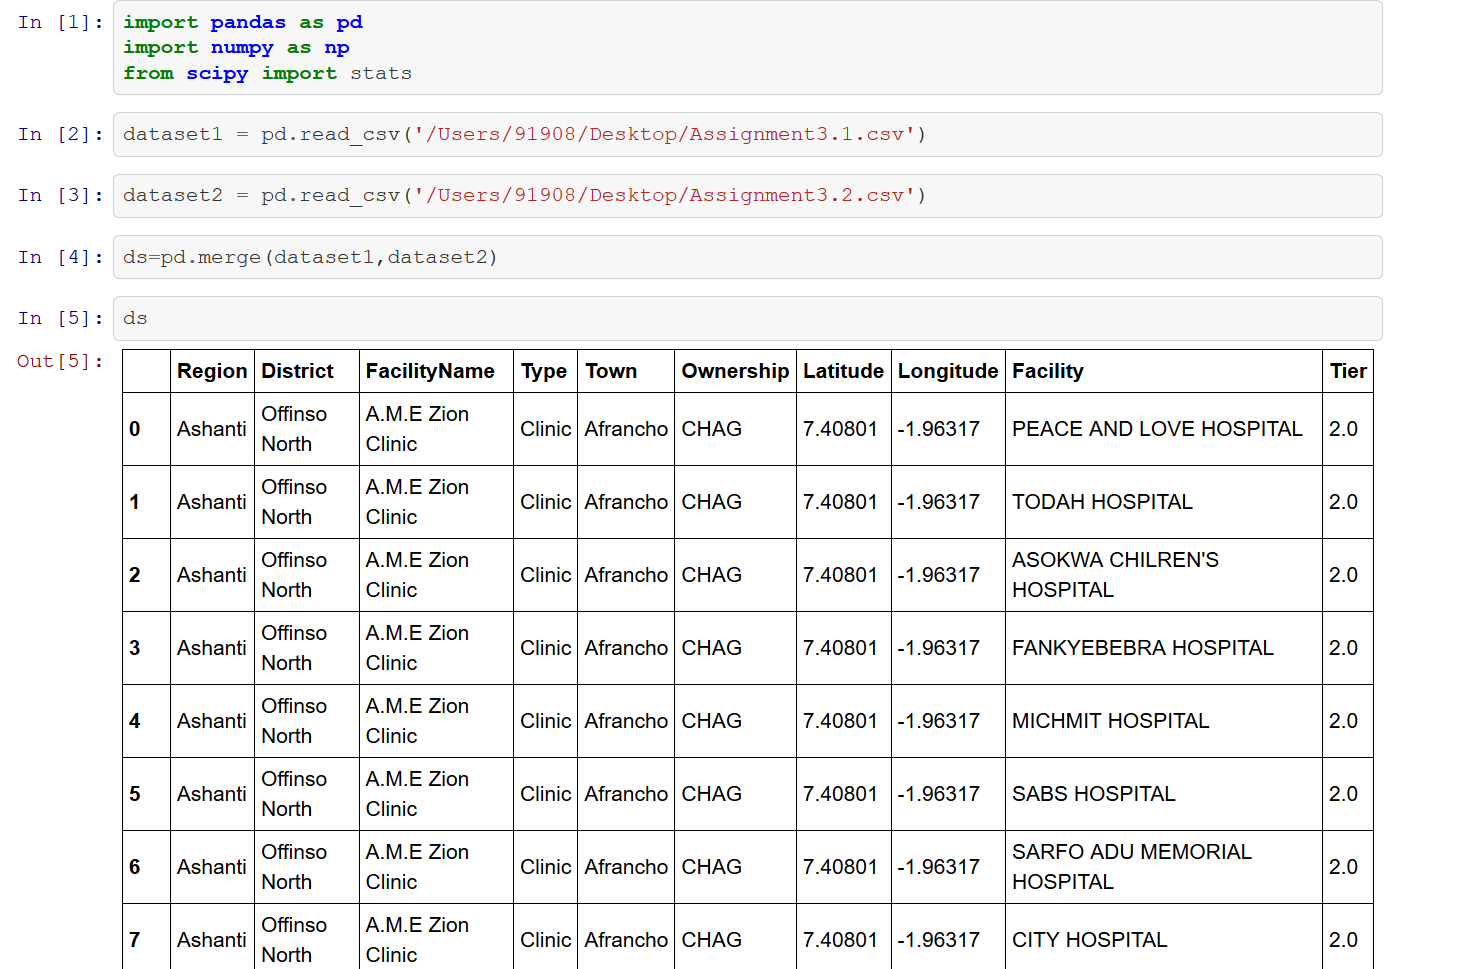 In [1]: import pandas as pd
import numpy as np
from scipy import stats
In [2]: dataset1 = pd.read_csv('/Users/91908/Desktop/Assignment3.1.csv')
In [3]: dataset2 = pd.read_csv('/Users/91908/Desktop/Assignment3.2.csv')
In [4]: ds=pd.merge(dataset1,dataset2)
In [5]: ds
Out[5]:
Region District FacilityName Type Town Ownership Latitude Longitude Facility Tier
0 Ashanti Offinso North A.M.E Zion Clinic Clinic Afrancho CHAG 7.40801 -1.96317 PEACE AND LOVE HOSPITAL 2.0
1 Ashanti Offinso North A.M.E Zion Clinic Clinic Afrancho CHAG 7.40801 -1.96317 TODAH HOSPITAL 2.0
2 Ashanti Offinso North A.M.E Zion Clinic Clinic Afrancho CHAG 7.40801 -1.96317 ASOKWA CHILREN'S HOSPITAL 2.0
3 Ashanti Offinso North A.M.E Zion Clinic Clinic Afrancho CHAG 7.40801 -1.96317 FANKYEBEBRA HOSPITAL 2.0
4 Ashanti Offinso North A.M.E Zion Clinic Clinic Afrancho CHAG 7.40801 -1.96317 MICHMIT HOSPITAL 2.0
5 Ashanti Offinso North A.M.E Zion Clinic Clinic Afrancho CHAG 7.40801 -1.96317 SABS HOSPITAL 2.0
6 Ashanti Offinso North A.M.E Zion Clinic Clinic Afrancho CHAG 7.40801 -1.96317 SARFO ADU MEMORIAL HOSPITAL 2.0
7 Ashanti Offinso North A.M.E Zion Clinic Clinic Afrancho CHAG 7.40801 -1.96317 CITY HOSPITAL 2.0